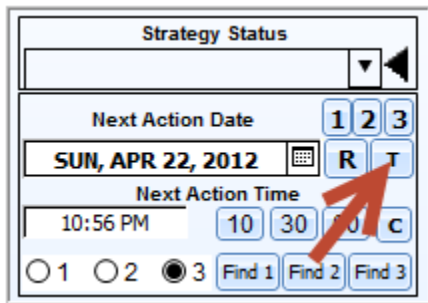 Strategy Status
Next Action Date 1 2 3
SUN, APR 22, 2012 R T
Next Action Time
10:56 PM 10 30 C
1 2 3 Find 1 Find 2 Find 3